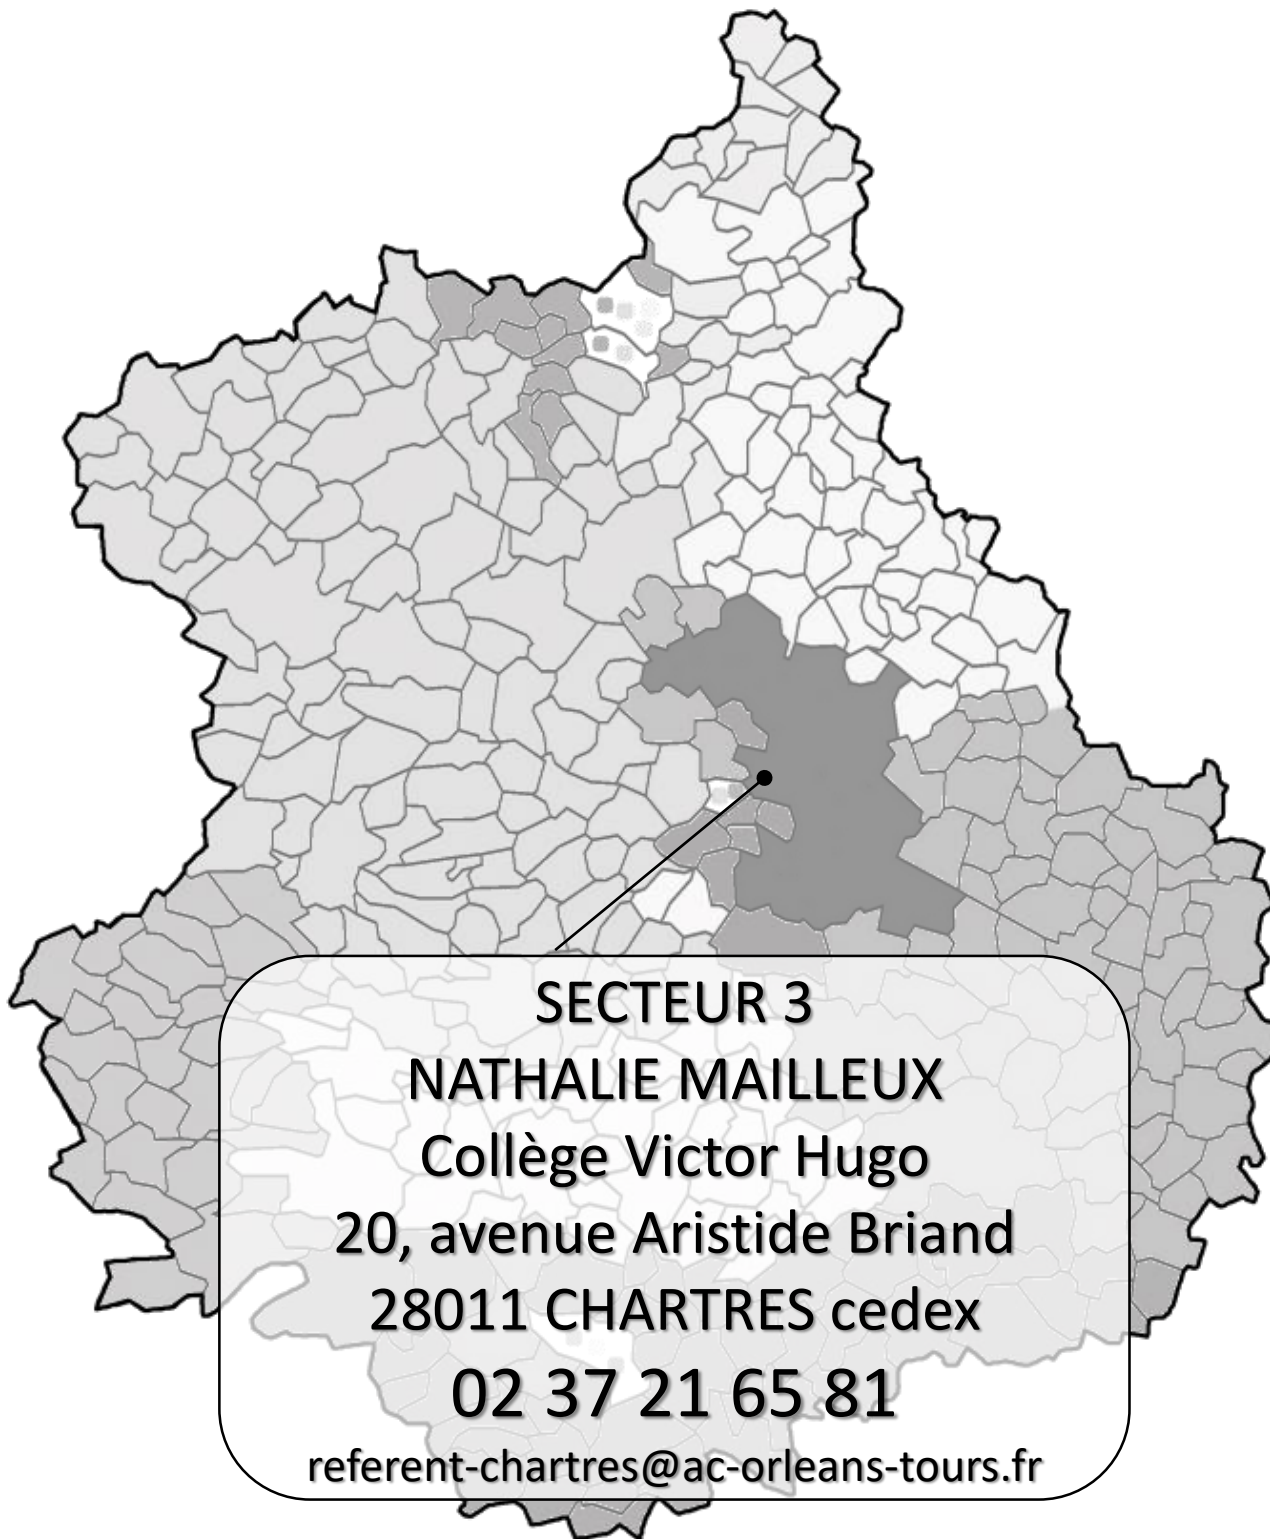 SECTEUR 3
NATHALIE MAILLEUX
Collège Victor Hugo
20, avenue Aristide Briand
28011 CHARTRES cedex
02 37 21 65 81
referent-chartres@ac-orleans-tours.fr